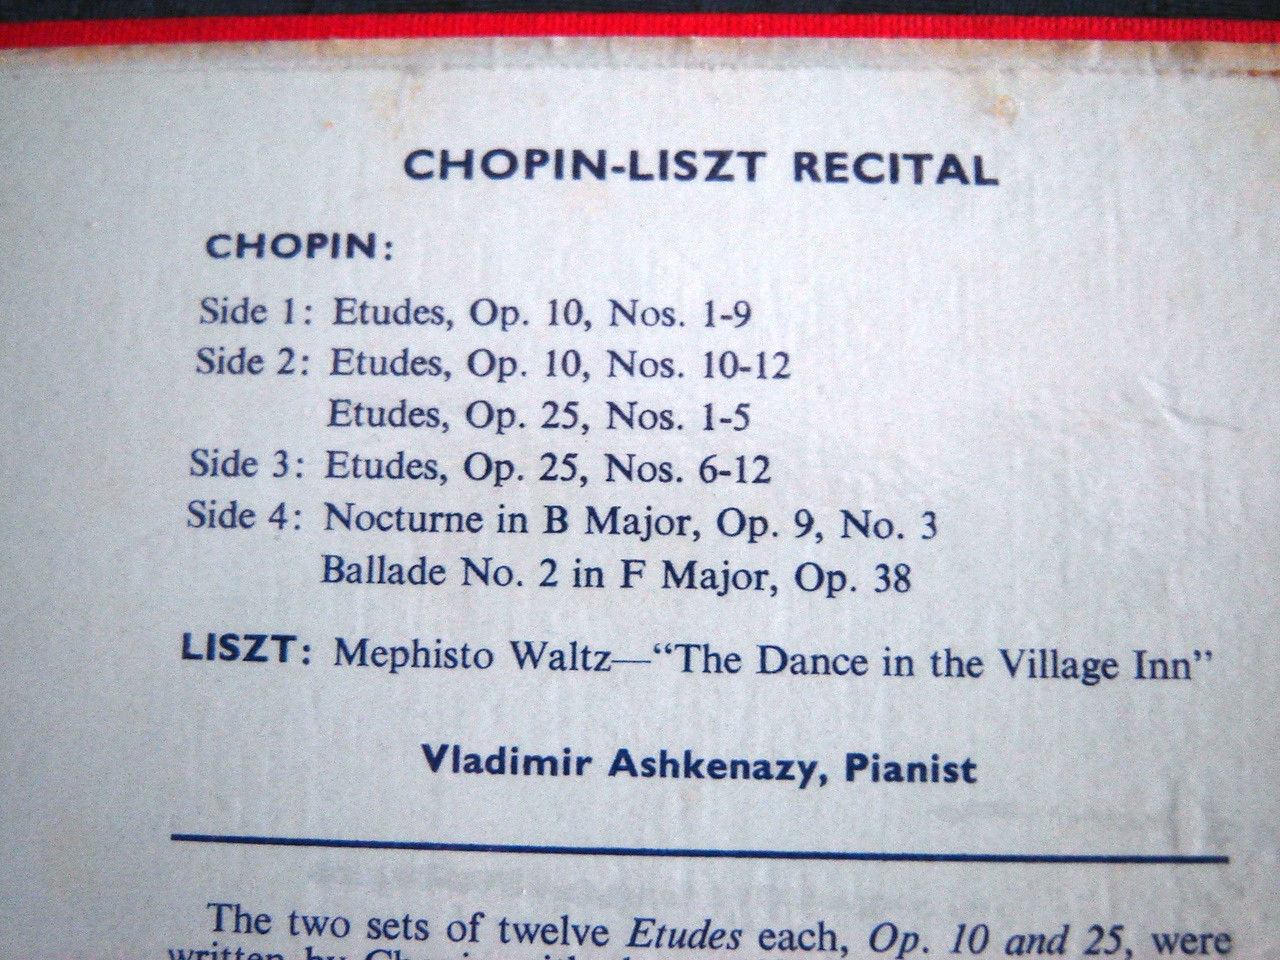 CHOPIN-LISZT RECITAL
CHOPIN:
Side 1: Etudes, Op. 10, Nos. 1-9
Side 2: Etudes, Op. 10, Nos. 10-12
Etudes, Op. 25, Nos. 1-5
Side 3: Etudes, Op. 25, Nos. 6-12
Side 4: Nocturne in B Major, Op. 9, No. 3
Ballade No. 2 in F Major, Op. 38
LISZT: Mephisto Waltz—“The Dance in the Village Inn”
Vladimir Ashkenazy, Pianist
The two sets of twelve Etudes each, Op. 10 and 25, were
written by